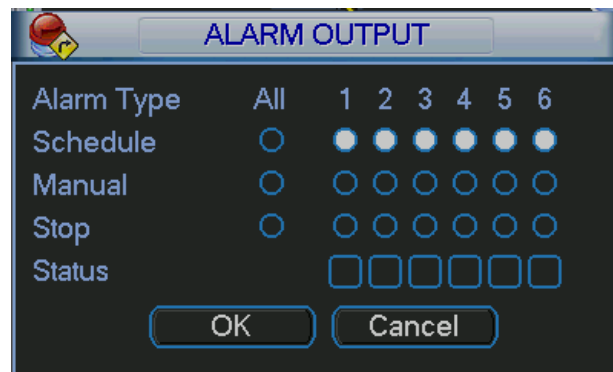 ALARM OUTPUT
Alarm Type All 1 2 3 4 5 6
Schedule
Manual
Stop
Status
OK Cancel